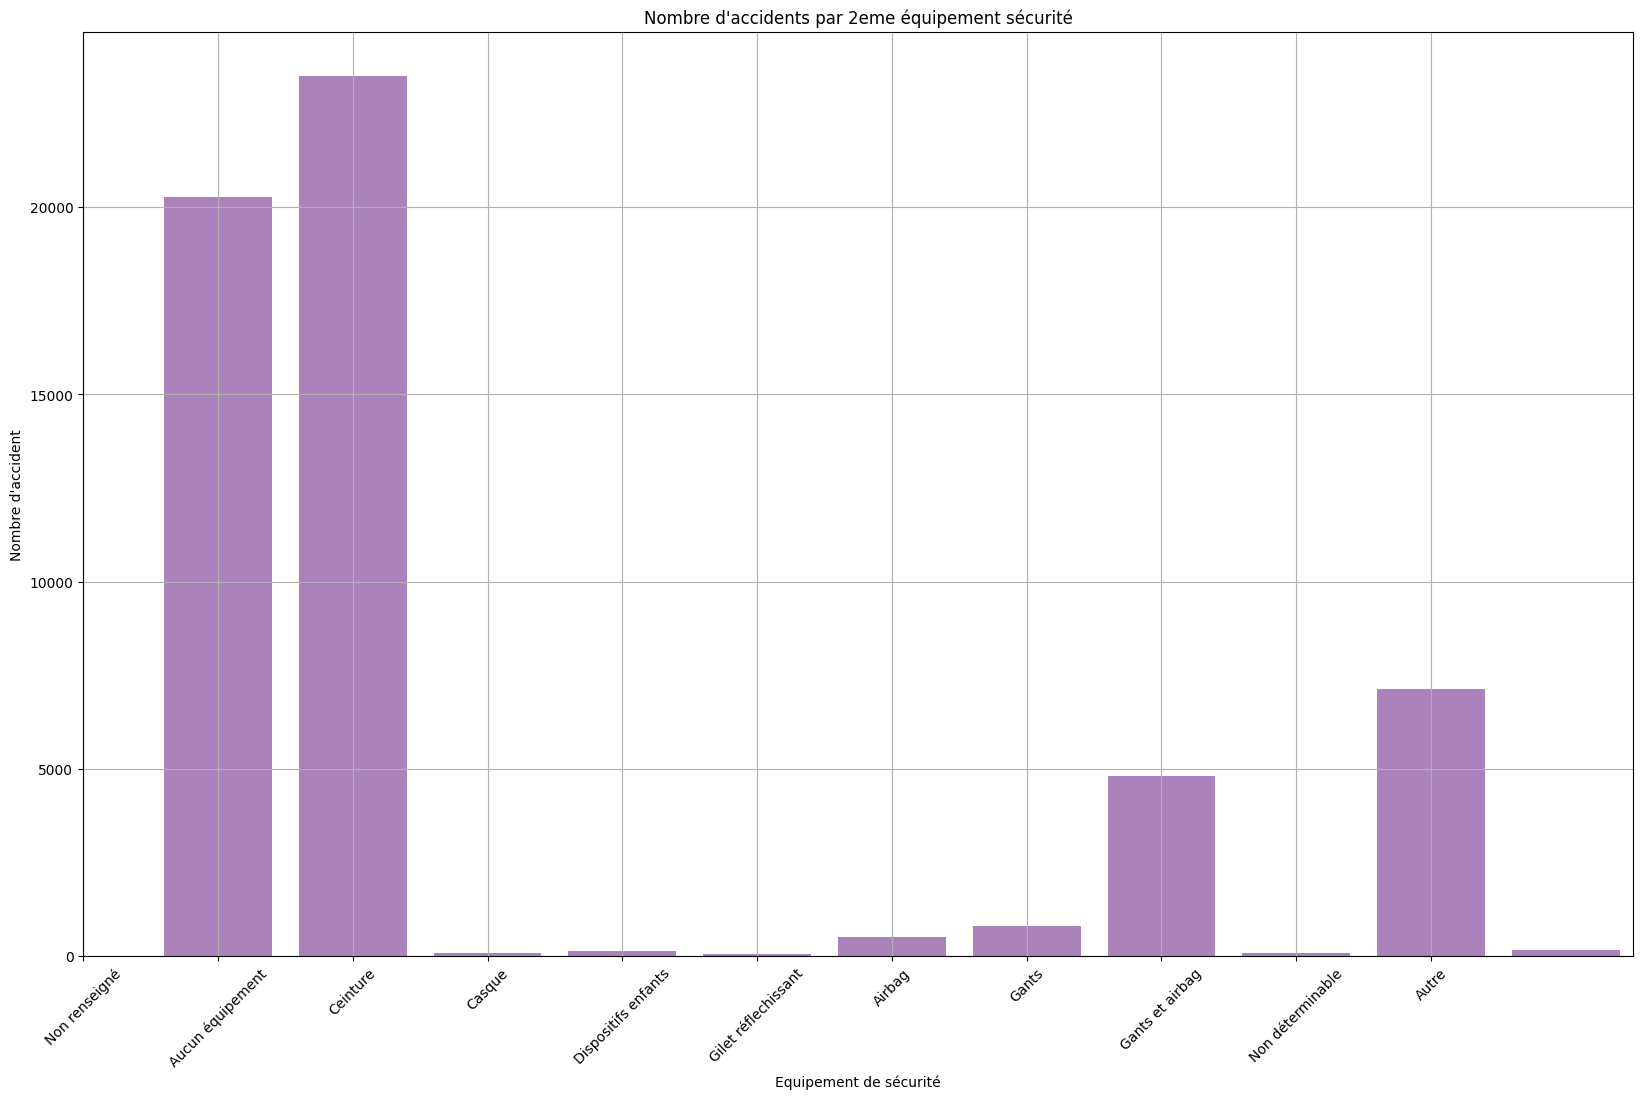 Nombre d'accidents par 2eme équipement sécurité
Nombre d'accident
20000
15000
10000
5000
0
Non renseigné
Aucun équipement
Ceinture
Casque
Dispositifs enfants
Gilet réflechissant
Airbag
Gants
Gants et airbag
Non déterminable
Autre
Equipement de sécurité